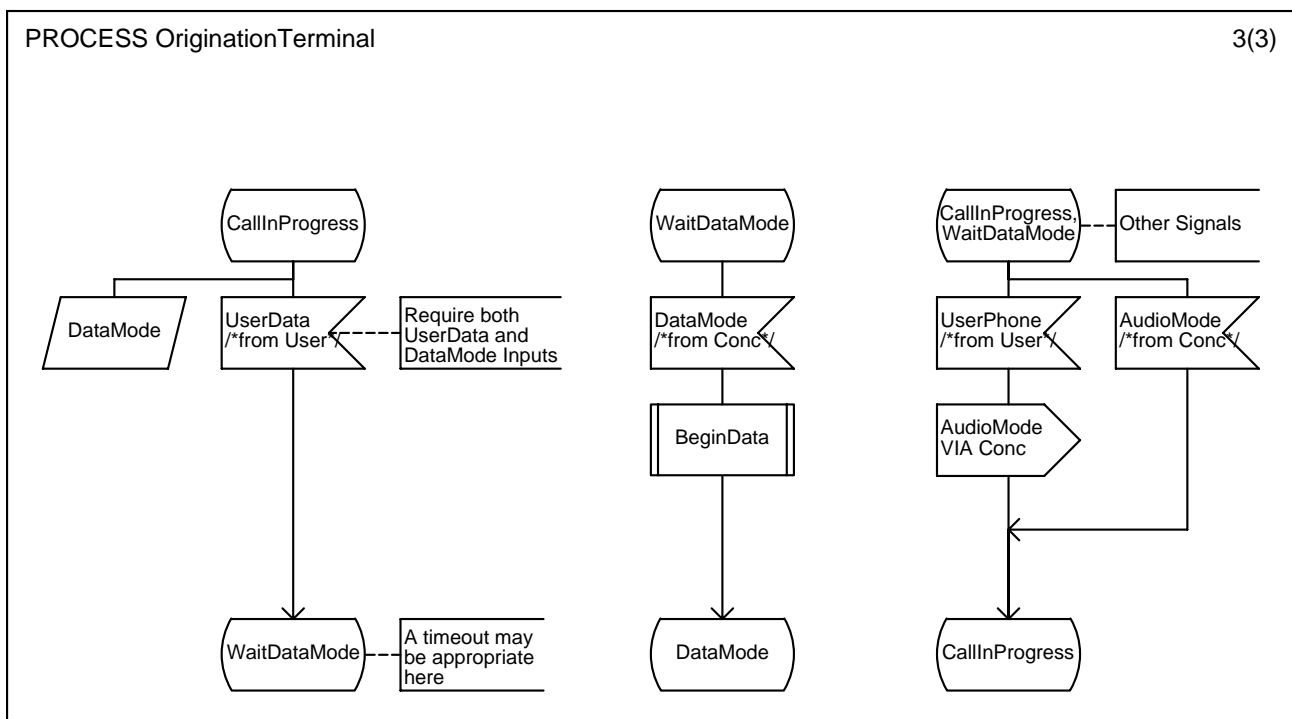 PROCESS OriginationTerminal
3(3)
CallInProgress
DataMode
UserData
/*from User*/
Require both
UserData and
DataMode Inputs
WaitDataMode
A timeout may
be appropriate
here
WaitDataMode
DataMode
/*from Conc*/
BeginData
DataMode
CallInProgress,
WaitDataMode
Other Signals
UserPhone
/*from User*/
AudioMode
/*from Conc*/
AudioMode
VIA Conc
CallInProgress